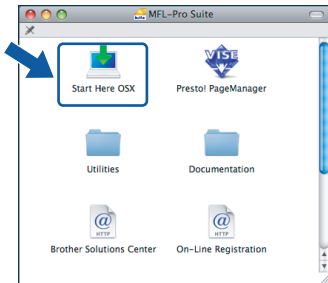 MFL-Pro Suite
VISE
Start Here OSX
Presto! PageManager
Utilities
Documentation
@
HTTP
@
HTTP
Brother Solutions Center
On-Line Registration